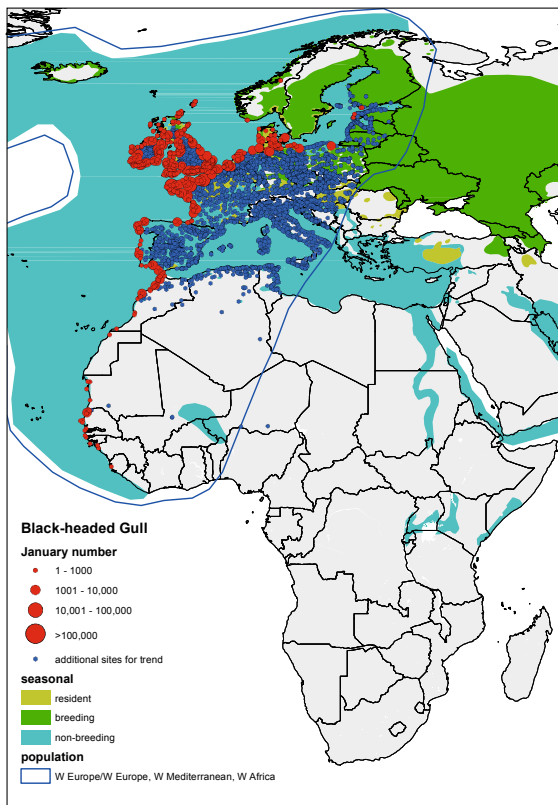 Black-headed Gull
January number
1 - 1000
1001 - 10,000
10,001 - 100,000
>100,000
additional sites for trend
seasonal
resident
breeding
non-breeding
population
W Europe/W Europe, W Mediterranean, W Africa